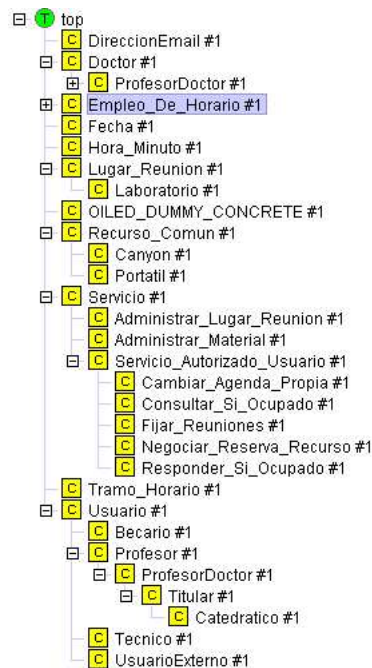 T top
C DireccionEmail #1
C Doctor #1
C ProfesorDoctor #1
C Empleo_De_Horario #1
C Fecha #1
C Hora_Minuto #1
C Lugar_Reunion #1
C Laboratorio #1
C OILED_DUMMY_CONCRETE #1
C Recurso_Comun #1
C Canyon #1
C Portatil #1
C Servicio #1
C Administrar_Lugar_Reunion #1
C Administrar_Material #1
C Servicio_Autorizado_Usuario #1
C Cambiar_Agenda_Propia #1
C Consultar_Si_Ocupado #1
C Fijar_Reuniones #1
C Negociar_Reserva_Recurso #1
C Responder_Si_Ocupado #1
C Tramo_Horario #1
C Usuario #1
C Becario #1
C Profesor #1
C ProfesorDoctor #1
C Titular #1
C Catedratico #1
C Tecnico #1
C UsuarioExterno #1